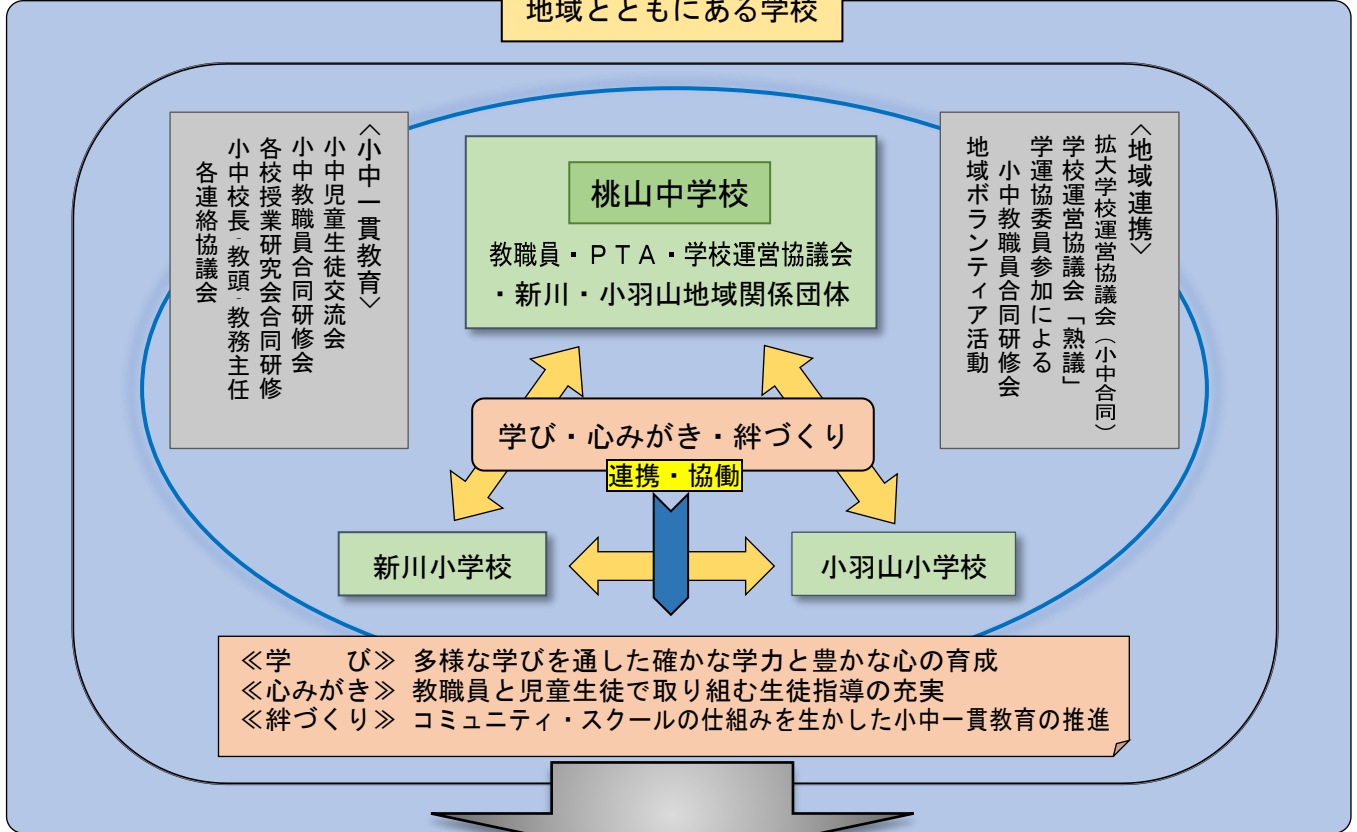 地域とともにある学校
〈小中一貫教育〉
小中児童生徒交流会
小中教職員合同研修会
各校授業研究会合同研修
小中校長・教頭・教務主任
各連絡協議会
桃山中学校
教職員・ＰＴＡ・学校運営協議会
・新川・小羽山地域関係団体
〈地域連携〉
拡大学校運営協議会（小中合同）
学校運営協議会「熟議」
学運協委員参加による
小中教職員合同研修会
地域ボランティア活動
学び・心みがき・絆づくり
連携・協働
新川小学校
小羽山小学校
≪学　　び≫ 多様な学びを通した確かな学力と豊かな心の育成
≪心みがき≫ 教職員と児童生徒で取り組む生徒指導の充実
≪絆づくり≫ コミュニティ・スクールの仕組みを生かした小中一貫教育の推進